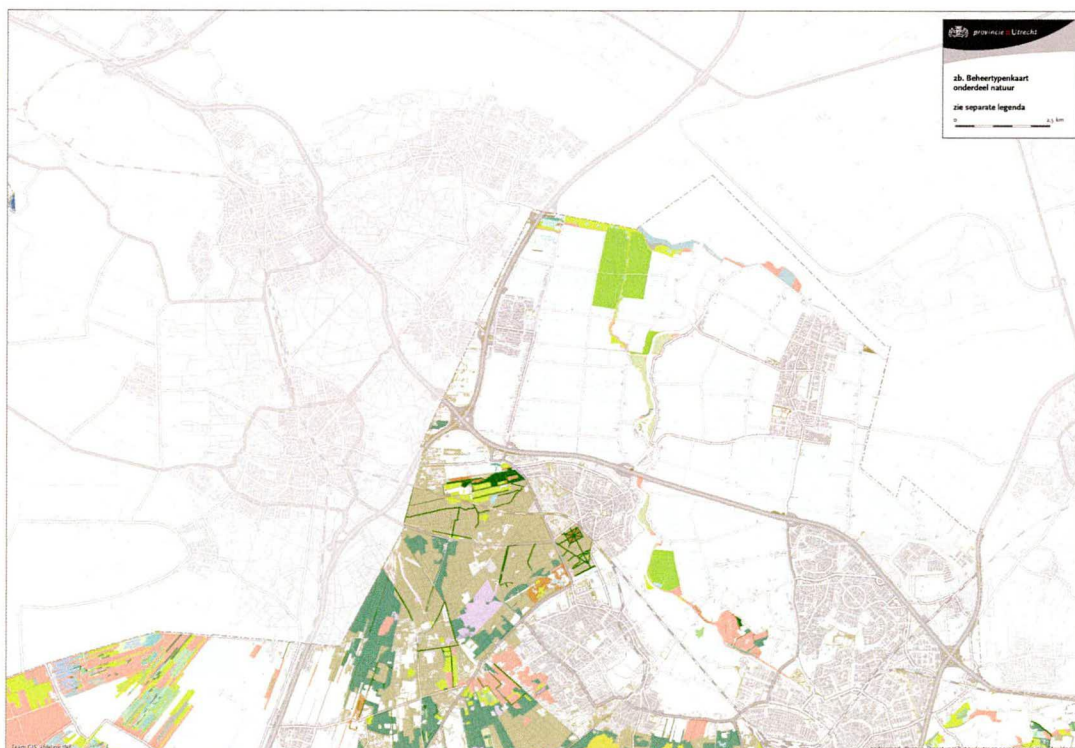 provincie Utrecht
2b. Beheertypenkaart
onderdeel natuur
zie separate legenda
0 2,5 km